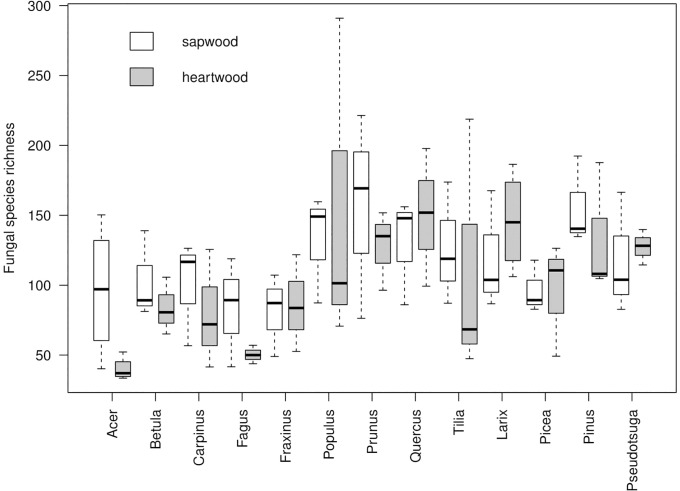 300
250
200
150
100
50
Fungal species richness
sapwood
heartwood
Acer
Betula
Carpinus
Fagus
Fraxinus
Populus
Prunus
Quercus
Tilia
Larix
Picea
Pinus
Pseudotsuga